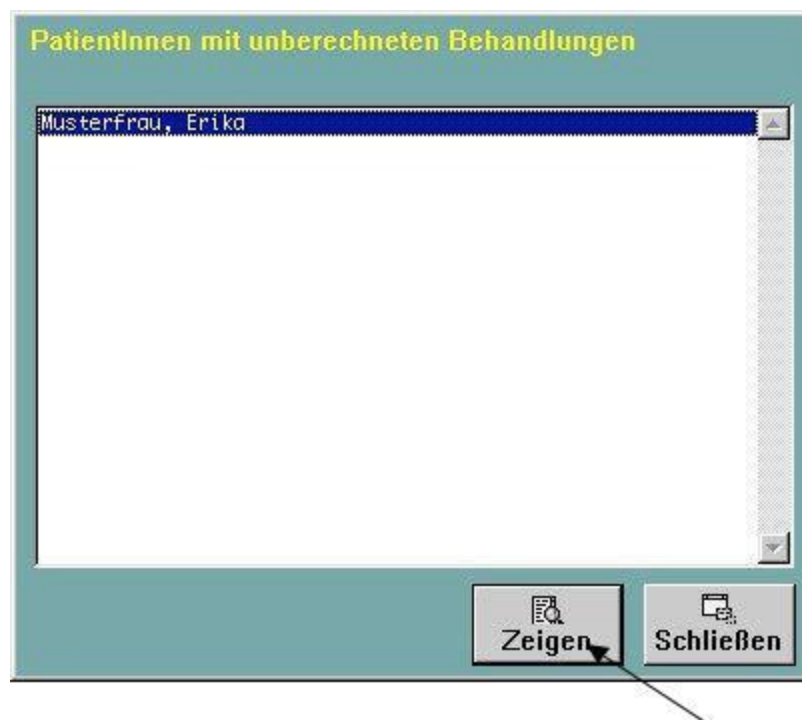 PatientInnen mit unberechneten Behandlungen
Musterfrau, Erika
Zeigen
Schließen